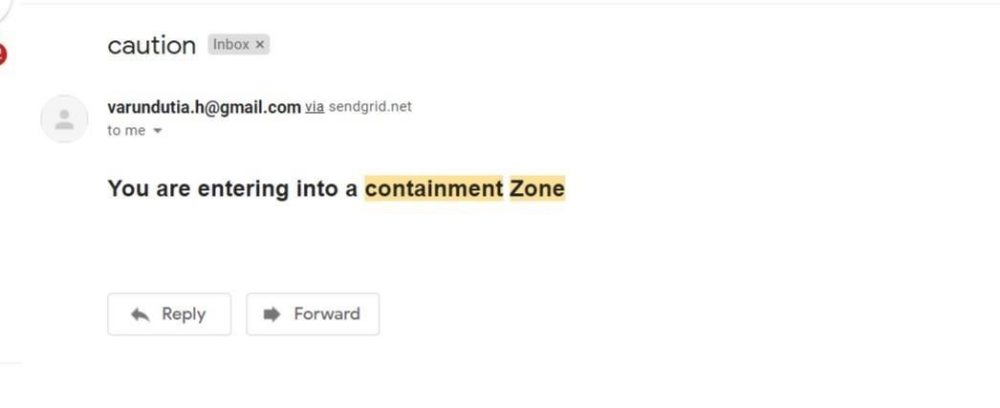 caution Inbox ×
varundutia.h@gmail.com via sendgrid.net
to me
You are entering into a containment Zone
Reply Forward